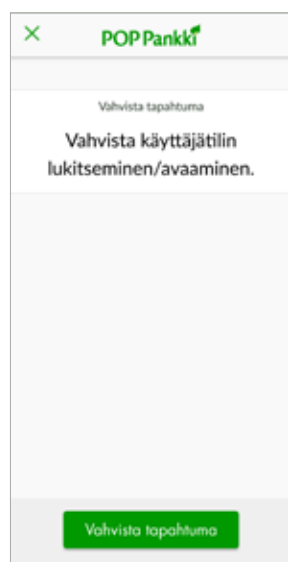 POP Pankki
Vahvista tapahtuma
Vahvista käyttäjätilin
lukitseminen/avaaminen.
Vahvista tapahtuma